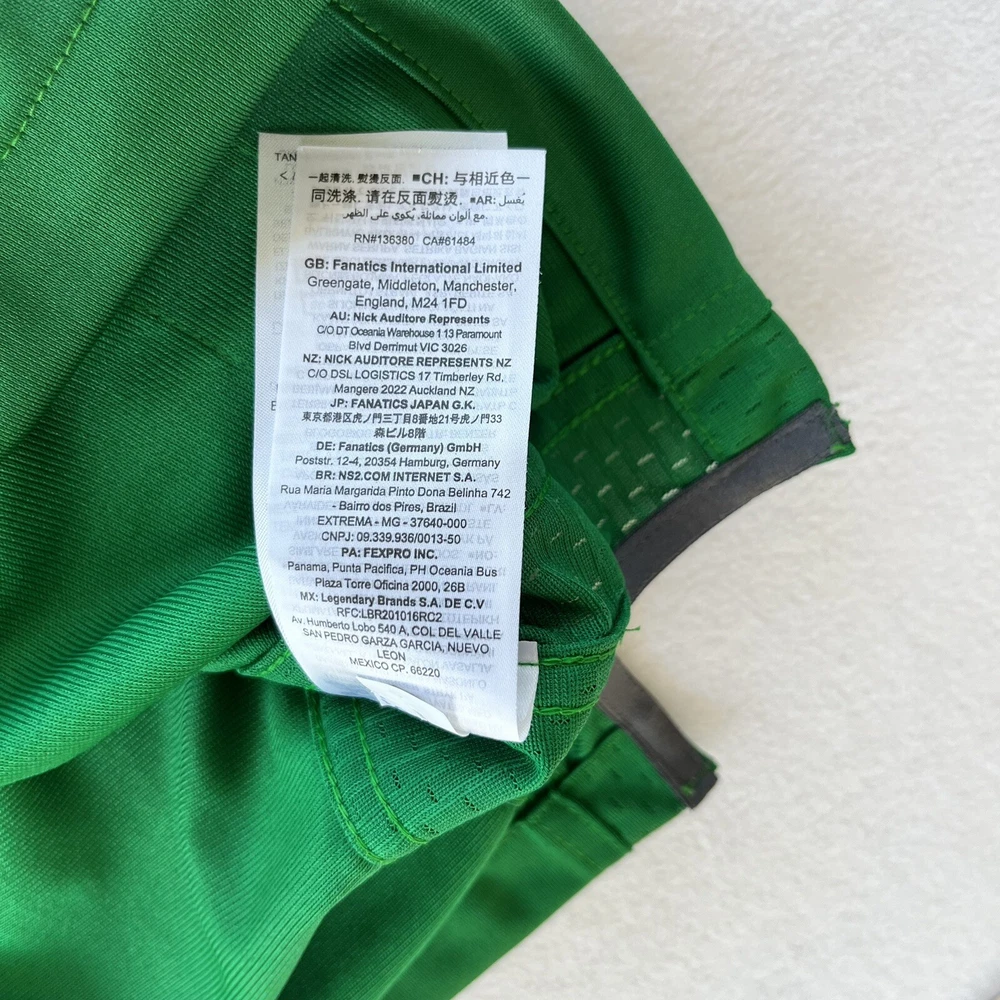 TAN
一起清洗. 熨烫反面. ■CH: 与相近色一
同洗涤. 请在反面熨烫. ■AR: يُغسل
مع ألوان مماثلة. يُكوى على الظهر.
RN#136380 CA#61484
GB: Fanatics International Limited
Greengate, Middleton, Manchester,
England, M24 1FD
AU: Nick Auditore Represents
C/O DT Oceania Warehouse 1 13 Paramount
Blvd Derrimut VIC 3026
NZ: NICK AUDITORE REPRESENTS NZ
C/O DSL LOGISTICS 17 Timberley Rd,
Mangere 2022 Auckland NZ
JP: FANATICS JAPAN G.K.
東京都港区虎ノ門三丁目8番地21号虎ノ門33
森ビル8階
DE: Fanatics (Germany) GmbH
Poststr. 12-4, 20354 Hamburg, Germany
BR: NS2.COM INTERNET S.A.
Rua Maria Margarida Pinto Dona Belinha 742
- Bairro dos Pires, Brazil
EXTREMA - MG - 37640-000
CNPJ: 09.339.936/0013-50
PA: FEXPRO INC.
Panama, Punta Pacifica, PH Oceania Bus
Plaza Torre Oficina 2000, 26B
MX: Legendary Brands S.A. DE C.V
RFC:LBR201016RC2
Av. Humberto Lobo 540 A, COL DEL VALLE
SAN PEDRO GARZA GARCIA, NUEVO
LEON
MEXICO CP. 66220